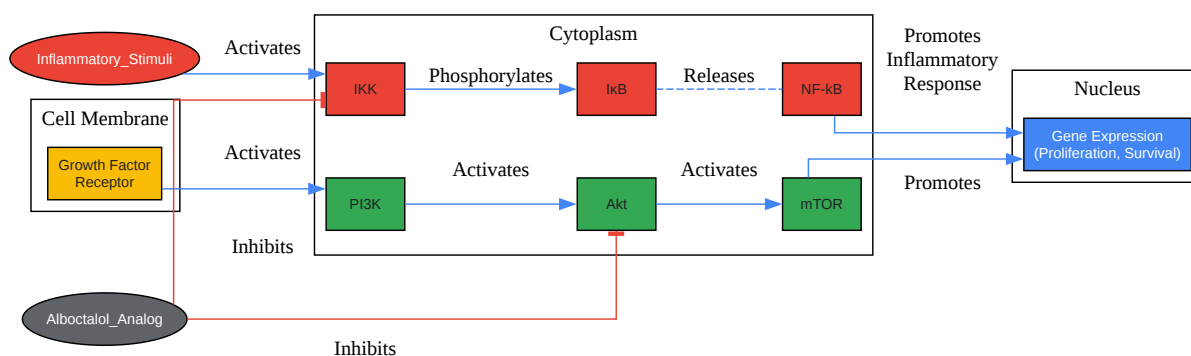 Cytoplasm
Inflammatory_Stimuli
Activates
IKK
Phosphorylates
IκB
Releases
NF-kB
Promotes
Inflammatory
Response
Nucleus
Gene Expression
(Proliferation, Survival)
Cell Membrane
Growth Factor
Receptor
Activates
PI3K
Activates
Akt
Activates
mTOR
Promotes
Inhibits
Alboctalol_Analog
Inhibits